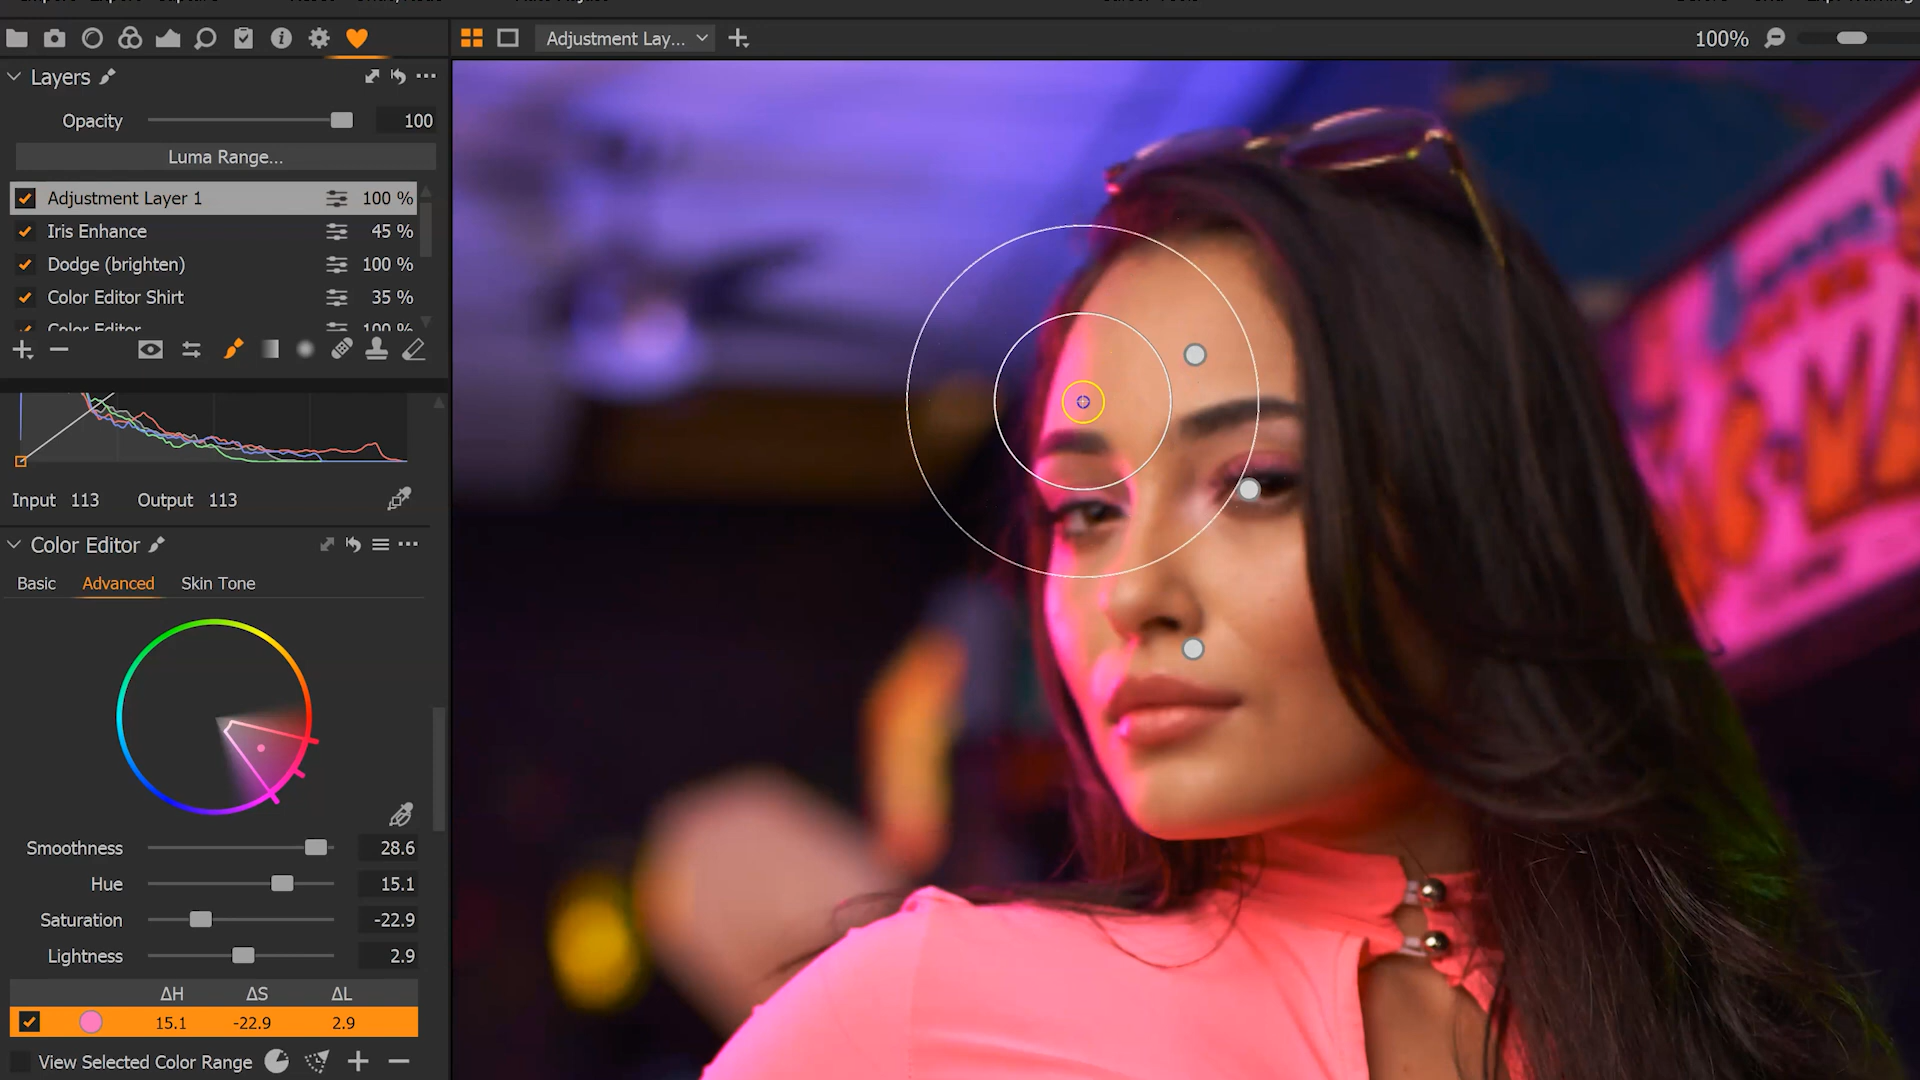 Adjustment Lay...
100%
Layers
Opacity 100
Luma Range...
Adjustment Layer 1 100 %
Iris Enhance 45 %
Dodge (brighten) 100 %
Color Editor Shirt 35 %
Color Editor 100 %
Input 113 Output 113
Color Editor
Basic Advanced Skin Tone
Smoothness 28.6
Hue 15.1
Saturation -22.9
Lightness 2.9
ΔH ΔS ΔL
15.1 -22.9 2.9
View Selected Color Range